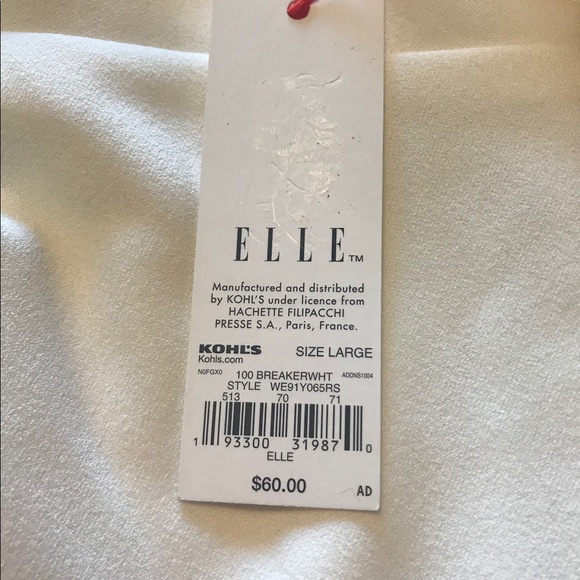 ELLE™
Manufactured and distributed
by KOHL'S under licence from
HACHETTE FILIPACCHI
PRESSE S.A., Paris, France.
KOHL'S SIZE LARGE
Kohls.com
N0FGX0 100 BREAKERWHT ADDNS1004
STYLE WE91Y065RS
513 70 71
1 93300 31987 0
ELLE
$60.00
AD